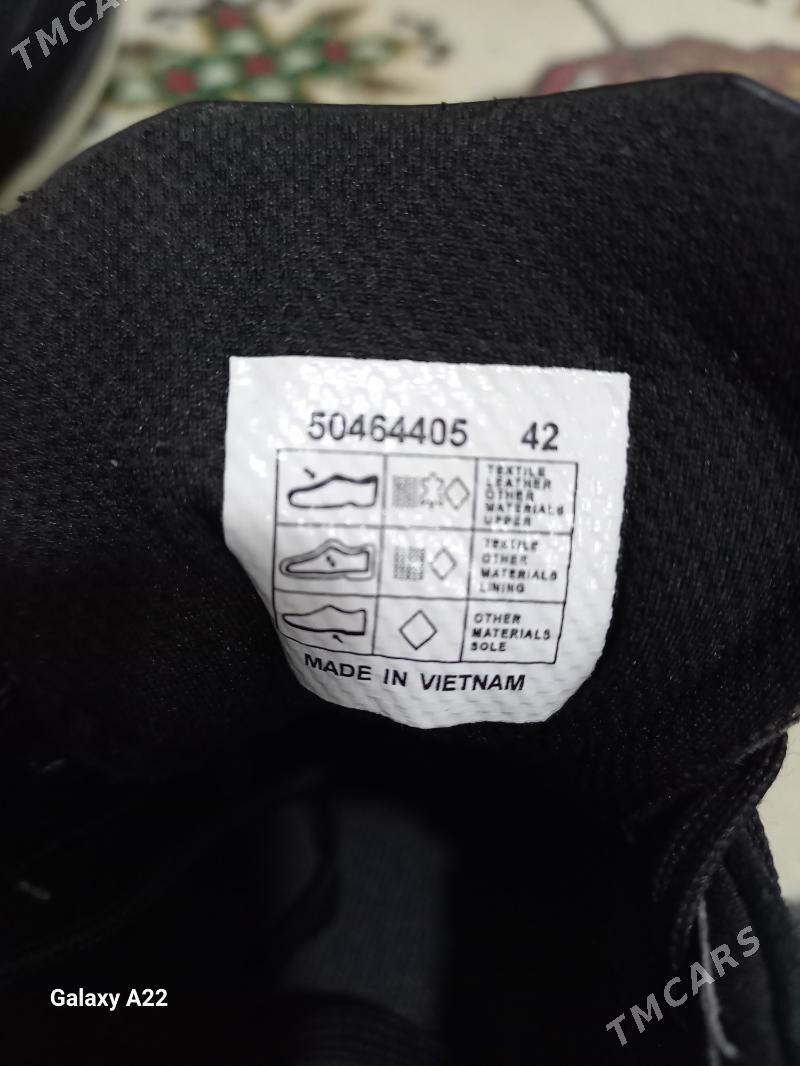 TMCARS
50464405 42
TEXTILE
LEATHER
OTHER
MATERIALS
UPPER
TEXTILE
OTHER
MATERIALS
LINING
OTHER
MATERIALS
SOLE
MADE IN VIETNAM
TMCARS
Galaxy A22